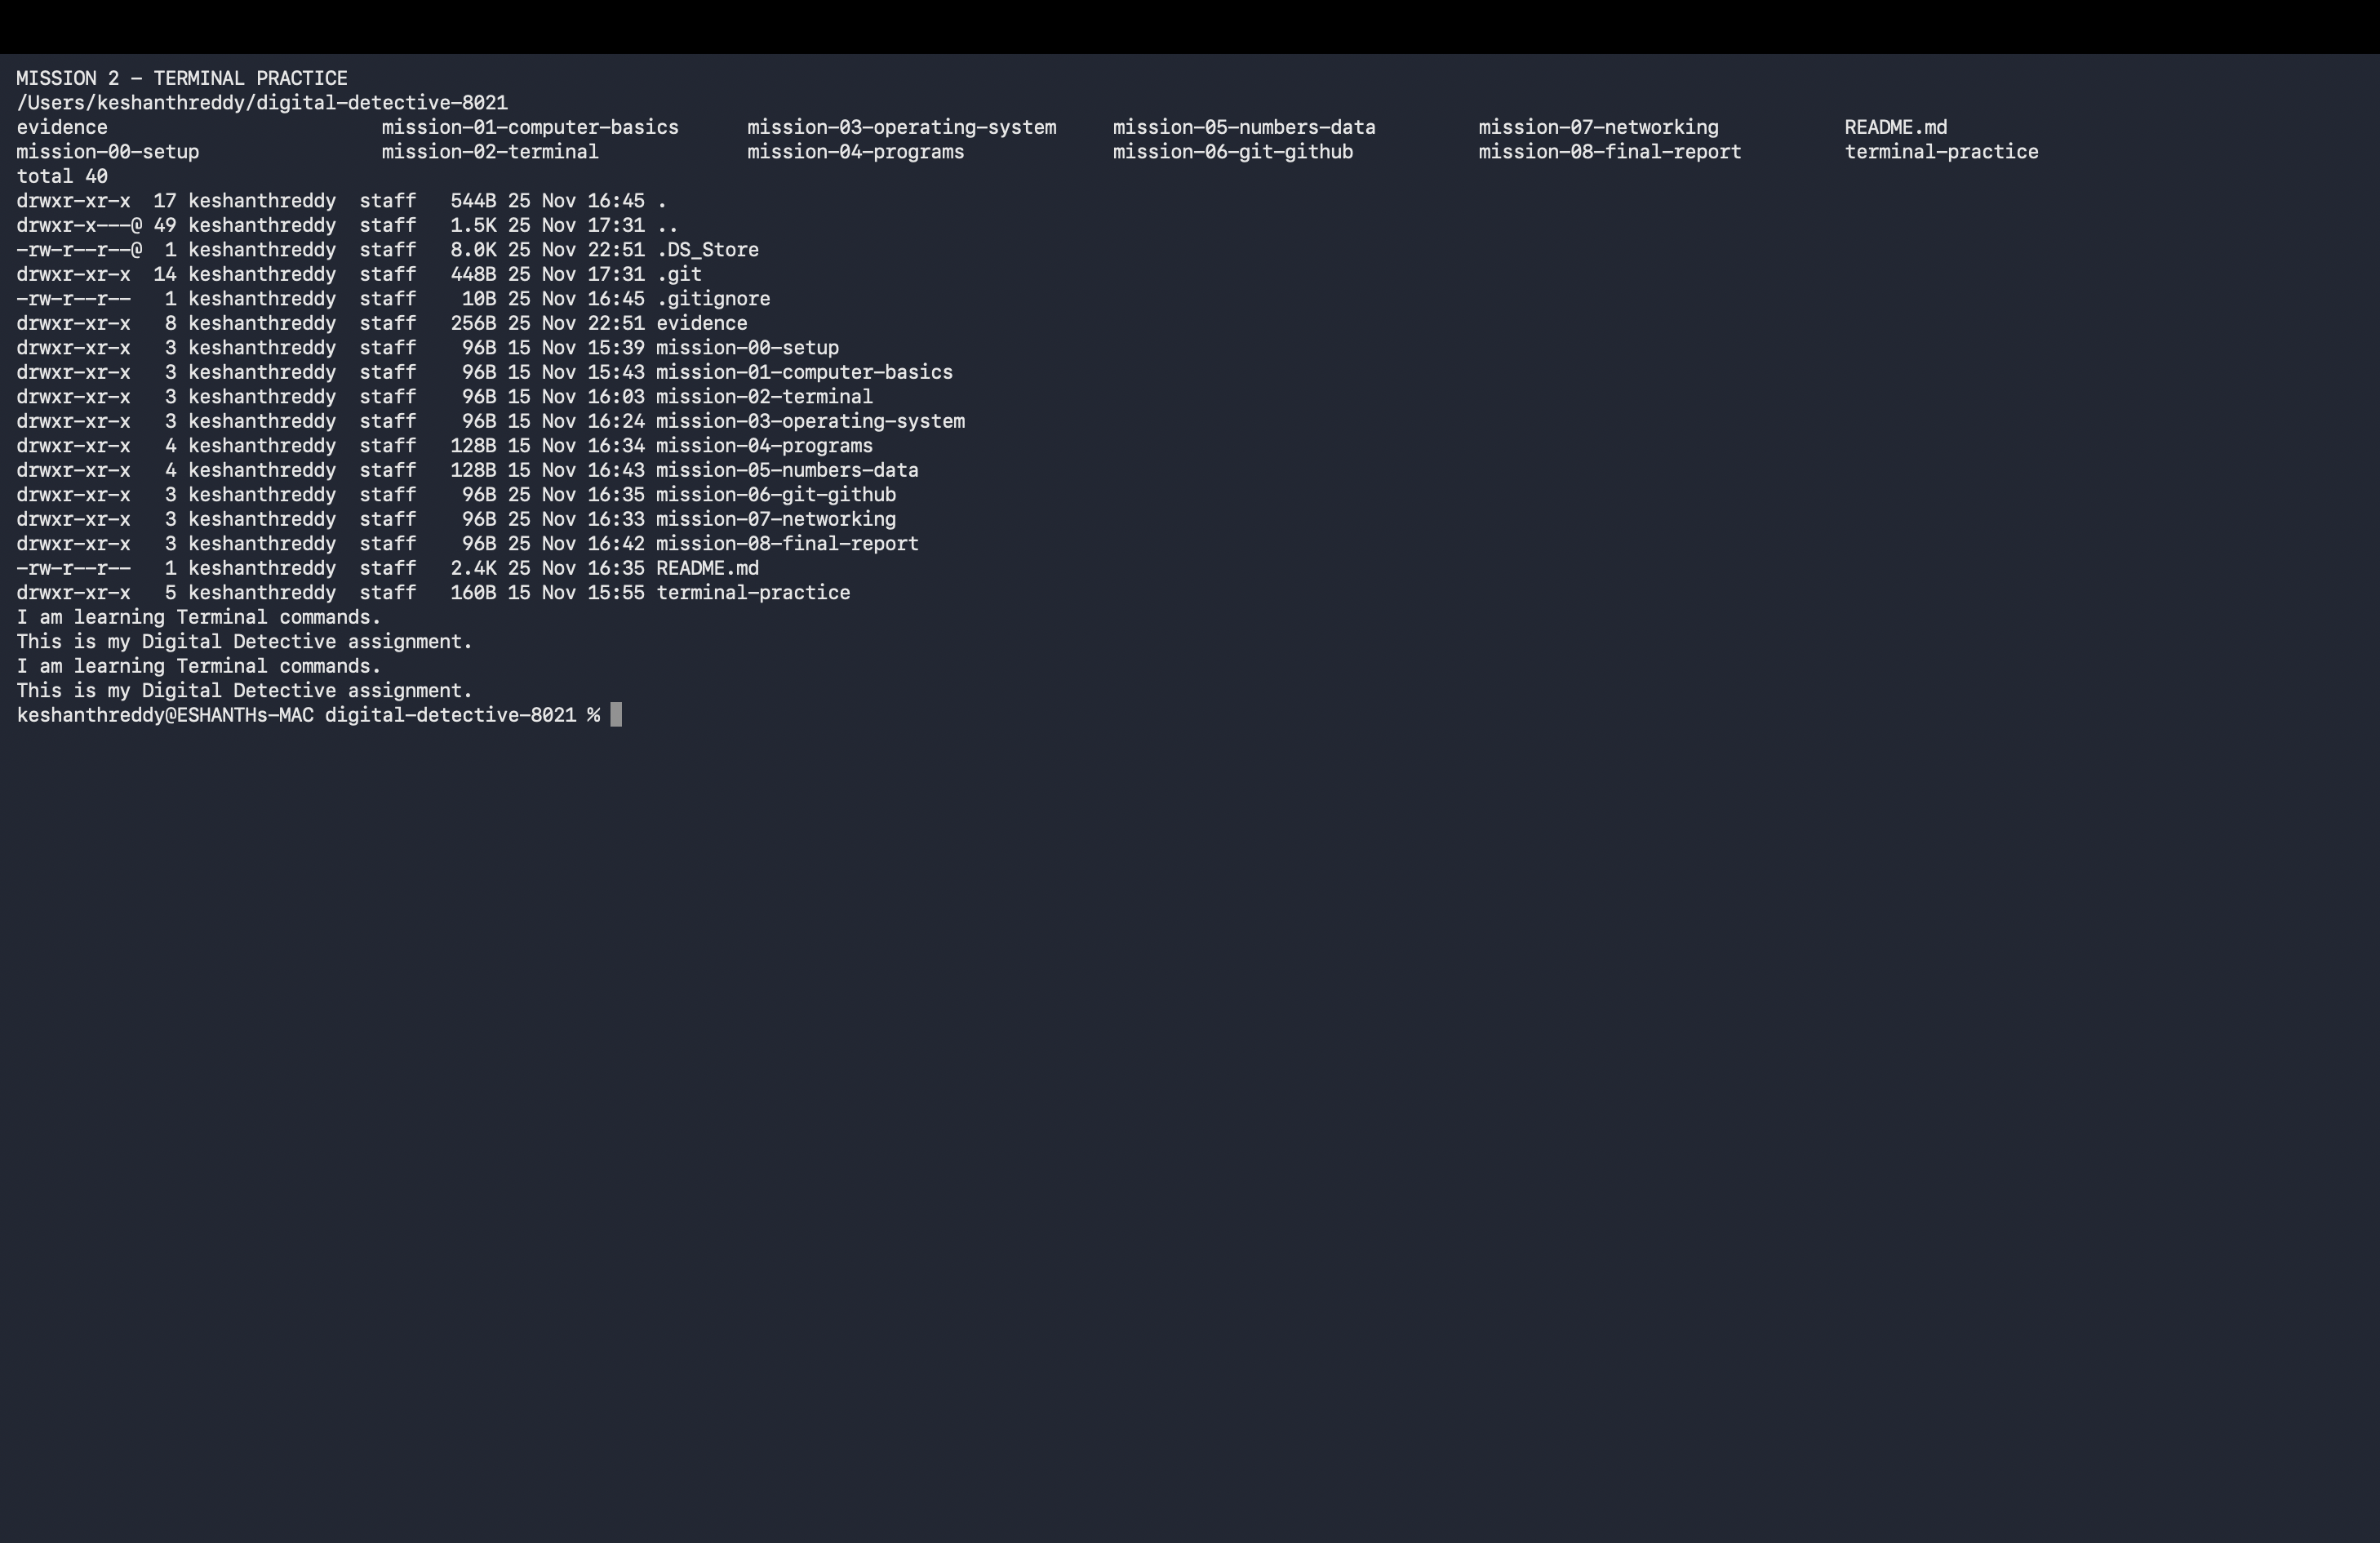 MISSION 2 - TERMINAL PRACTICE
/Users/keshanthreddy/digital-detective-8021
evidence mission-01-computer-basics mission-03-operating-system mission-05-numbers-data mission-07-networking README.md
mission-00-setup mission-02-terminal mission-04-programs mission-06-git-github mission-08-final-report terminal-practice
total 40
drwxr-xr-x 17 keshanthreddy staff 544B 25 Nov 16:45 .
drwxr-x---@ 49 keshanthreddy staff 1.5K 25 Nov 17:31 ..
-rw-r--r--@ 1 keshanthreddy staff 8.0K 25 Nov 22:51 .DS_Store
drwxr-xr-x 14 keshanthreddy staff 448B 25 Nov 17:31 .git
-rw-r--r-- 1 keshanthreddy staff 10B 25 Nov 16:45 .gitignore
drwxr-xr-x 8 keshanthreddy staff 256B 25 Nov 22:51 evidence
drwxr-xr-x 3 keshanthreddy staff 96B 15 Nov 15:39 mission-00-setup
drwxr-xr-x 3 keshanthreddy staff 96B 15 Nov 15:43 mission-01-computer-basics
drwxr-xr-x 3 keshanthreddy staff 96B 15 Nov 16:03 mission-02-terminal
drwxr-xr-x 3 keshanthreddy staff 96B 15 Nov 16:24 mission-03-operating-system
drwxr-xr-x 4 keshanthreddy staff 128B 15 Nov 16:34 mission-04-programs
drwxr-xr-x 4 keshanthreddy staff 128B 15 Nov 16:43 mission-05-numbers-data
drwxr-xr-x 3 keshanthreddy staff 96B 25 Nov 16:35 mission-06-git-github
drwxr-xr-x 3 keshanthreddy staff 96B 25 Nov 16:33 mission-07-networking
drwxr-xr-x 3 keshanthreddy staff 96B 25 Nov 16:42 mission-08-final-report
-rw-r--r-- 1 keshanthreddy staff 2.4K 25 Nov 16:35 README.md
drwxr-xr-x 5 keshanthreddy staff 160B 15 Nov 15:55 terminal-practice
I am learning Terminal commands.
This is my Digital Detective assignment.
I am learning Terminal commands.
This is my Digital Detective assignment.
keshanthreddy@ESHANTHs-MAC digital-detective-8021 %